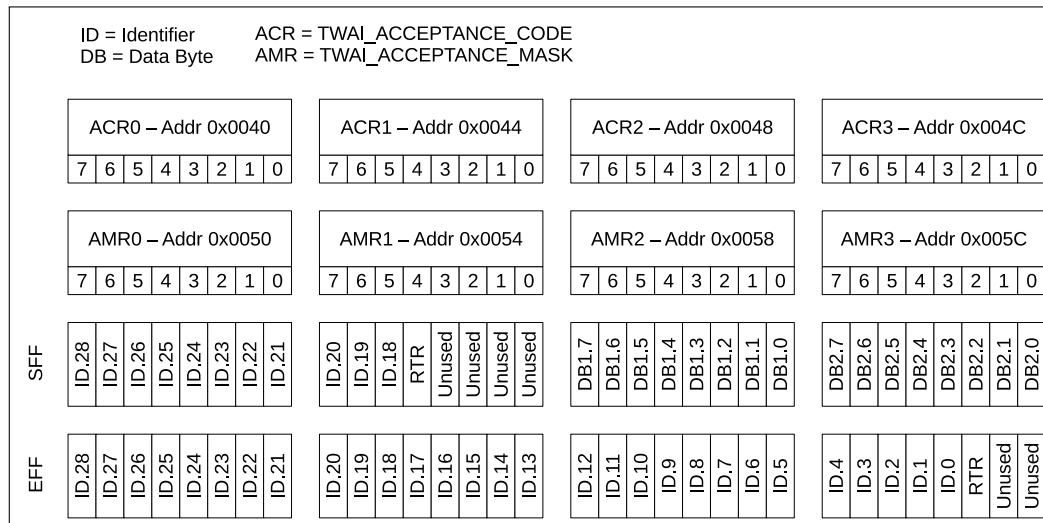 ID = Identifier ACR = TWAI_ACCEPTANCE_CODE
DB = Data Byte AMR = TWAI_ACCEPTANCE_MASK
ACR0 – Addr 0x0040 ACR1 – Addr 0x0044 ACR2 – Addr 0x0048 ACR3 – Addr 0x004C
7 6 5 4 3 2 1 0 7 6 5 4 3 2 1 0 7 6 5 4 3 2 1 0 7 6 5 4 3 2 1 0
AMR0 – Addr 0x0050 AMR1 – Addr 0x0054 AMR2 – Addr 0x0058 AMR3 – Addr 0x005C
7 6 5 4 3 2 1 0 7 6 5 4 3 2 1 0 7 6 5 4 3 2 1 0 7 6 5 4 3 2 1 0
SFF ID.28 ID.27 ID.26 ID.25 ID.24 ID.23 ID.22 ID.21 ID.20 ID.19 ID.18 RTR Unused Unused Unused Unused DB1.7 DB1.6 DB1.5 DB1.4 DB1.3 DB1.2 DB1.1 DB1.0 DB2.7 DB2.6 DB2.5 DB2.4 DB2.3 DB2.2 DB2.1 DB2.0
EFF ID.28 ID.27 ID.26 ID.25 ID.24 ID.23 ID.22 ID.21 ID.20 ID.19 ID.18 ID.17 ID.16 ID.15 ID.14 ID.13 ID.12 ID.11 ID.10 ID.9 ID.8 ID.7 ID.6 ID.5 ID.4 ID.3 ID.2 ID.1 ID.0 RTR Unused Unused